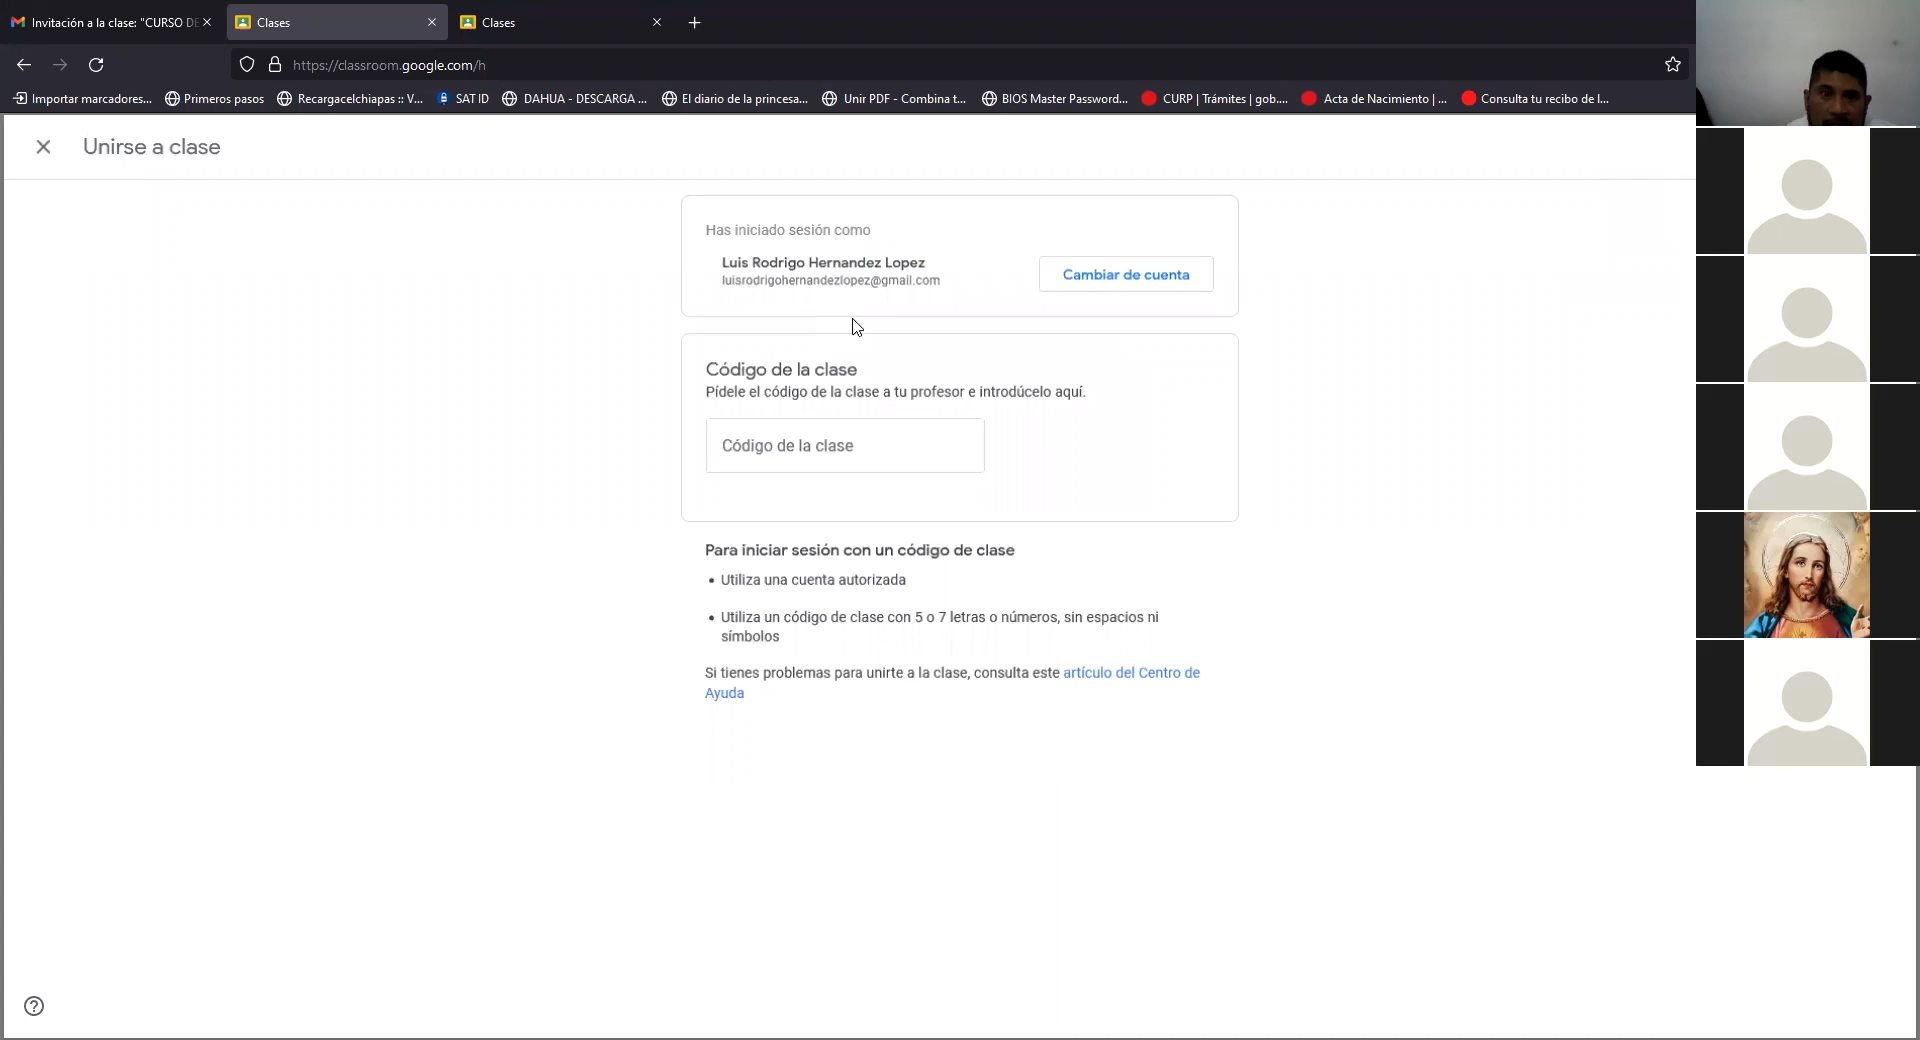 Invitación a la clase: "CURSO DE
Clases
Clases
https://classroom.google.com/h
Importar marcadores...
Primeros pasos
Recargacelchiapas :: V...
SAT ID
DAHUA - DESCARGA ...
El diario de la princesa...
Unir PDF - Combina t...
BIOS Master Password...
CURP | Trámites | gob....
Acta de Nacimiento | ...
Consulta tu recibo de l...
Unirse a clase
Has iniciado sesión como
Luis Rodrigo Hernandez Lopez
luisrodrigohernandezlopez@gmail.com
Cambiar de cuenta
Código de la clase
Pídele el código de la clase a tu profesor e introdúcelo aquí.
Código de la clase
Para iniciar sesión con un código de clase
• Utiliza una cuenta autorizada
• Utiliza un código de clase con 5 o 7 letras o números, sin espacios ni
símbolos
Si tienes problemas para unirte a la clase, consulta este artículo del Centro de
Ayuda